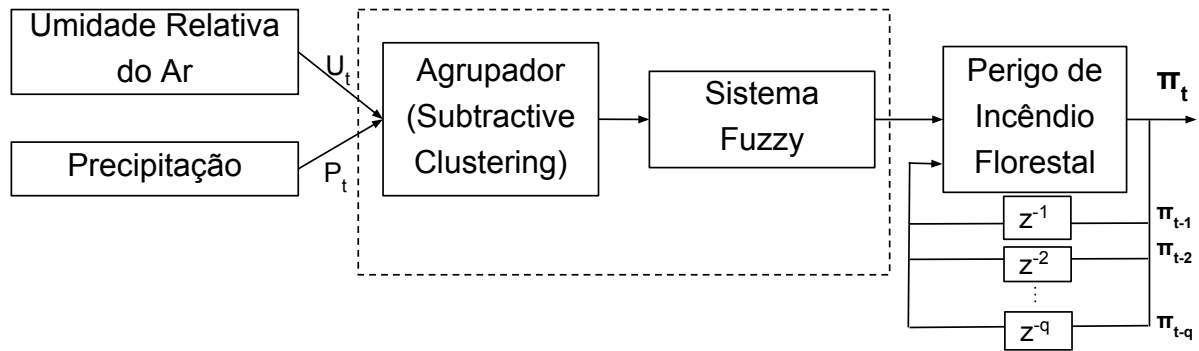 Umidade Relativa
do Ar
U_t
Precipitação
P_t
Agrupador
(Subtractive
Clustering)
Sistema
Fuzzy
Perigo de
Incêndio
Florestal
π_t
z^-1
π_t-1
z^-2
π_t-2
...
z^-q
π_t-q